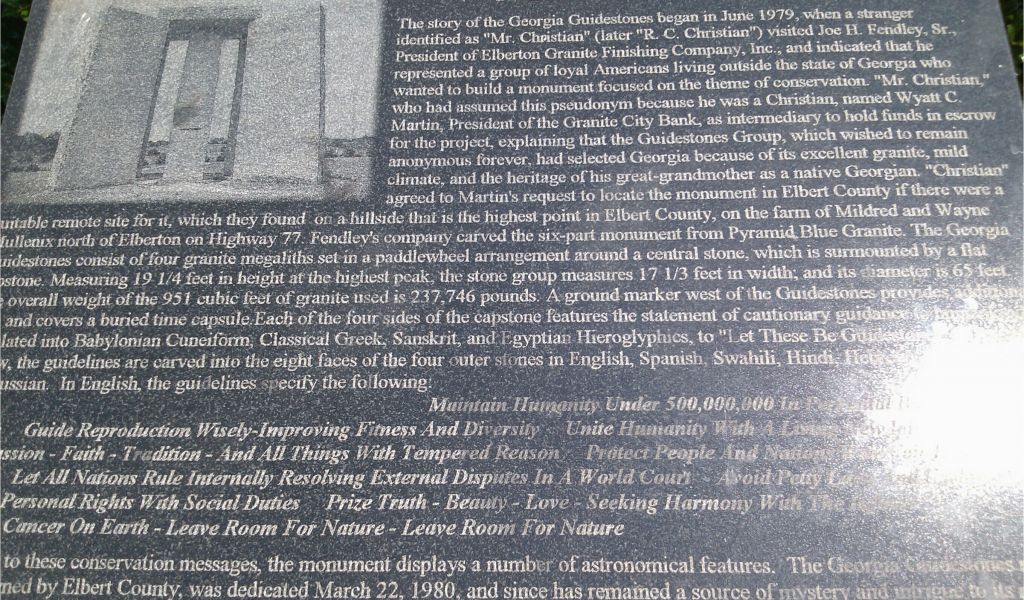 The story of the Georgia Guidestones began in June 1979, when a stranger
identified as "Mr. Christian" (later "R. C. Christian") visited Joe H. Fendley, Sr.,
President of Elberton Granite Finishing Company, Inc., and indicated that he
represented a group of loyal Americans living outside the state of Georgia who
wanted to build a monument focused on the theme of conservation. "Mr. Christian,"
who had assumed this pseudonym because he was a Christian, named Wyatt C.
Martin, President of the Granite City Bank, as intermediary to hold funds in escrow
for the project, explaining that the Guidestones Group, which wished to remain
anonymous forever, had selected Georgia because of its excellent granite, mild
climate, and the heritage of his great-grandmother as a native Georgian. "Christian"
agreed to Martin's request to locate the monument in Elbert County if there were a
uitable remote site for it, which they found on a hillside that is the highest point in Elbert County, on the farm of Mildred and Wayne
fullenix north of Elberton on Highway 77. Fendley's company carved the six-part monument from Pyramid Blue Granite. The Georgia
uidestones consist of four granite megaliths set in a paddlewheel arrangement around a central stone, which is surmounted by a flat
pstone. Measuring 19 1/4 feet in height at the highest peak, the stone group measures 17 1/3 feet in width; and its diameter is 65 feet.
overall weight of the 951 cubic feet of granite used is 237,746 pounds. A ground marker west of the Guidestones provides
and covers a buried time capsule.Each of the four sides of the capstone features the statement of cautionary guidance
lated into Babylonian Cuneiform, Classical Greek, Sanskrit, and Egyptian Hieroglyphics, to "Let These Be
w, the guidelines are carved into the eight faces of the four outer stones in English, Spanish, Swahili, Hindi,
ussian. In English, the guidelines specify the following:
Maintain Humanity Under 500,000,000 In
Guide Reproduction Wisely-Improving Fitness And Diversity Unite Humanity With A
ssion - Faith - Tradition - And All Things With Tempered Reason Protect People And
Let All Nations Rule Internally Resolving External Disputes In A World Court - Avoid Petty
Personal Rights With Social Duties Prize Truth - Beauty - Love - Seeking Harmony With The
Cancer On Earth - Leave Room For Nature - Leave Room For Nature
to these conservation messages, the monument displays a number of astronomical features. The Georgia Guidestones
ned by Elbert County, was dedicated March 22, 1980, and since has remained a source of mystery and intrigue to its